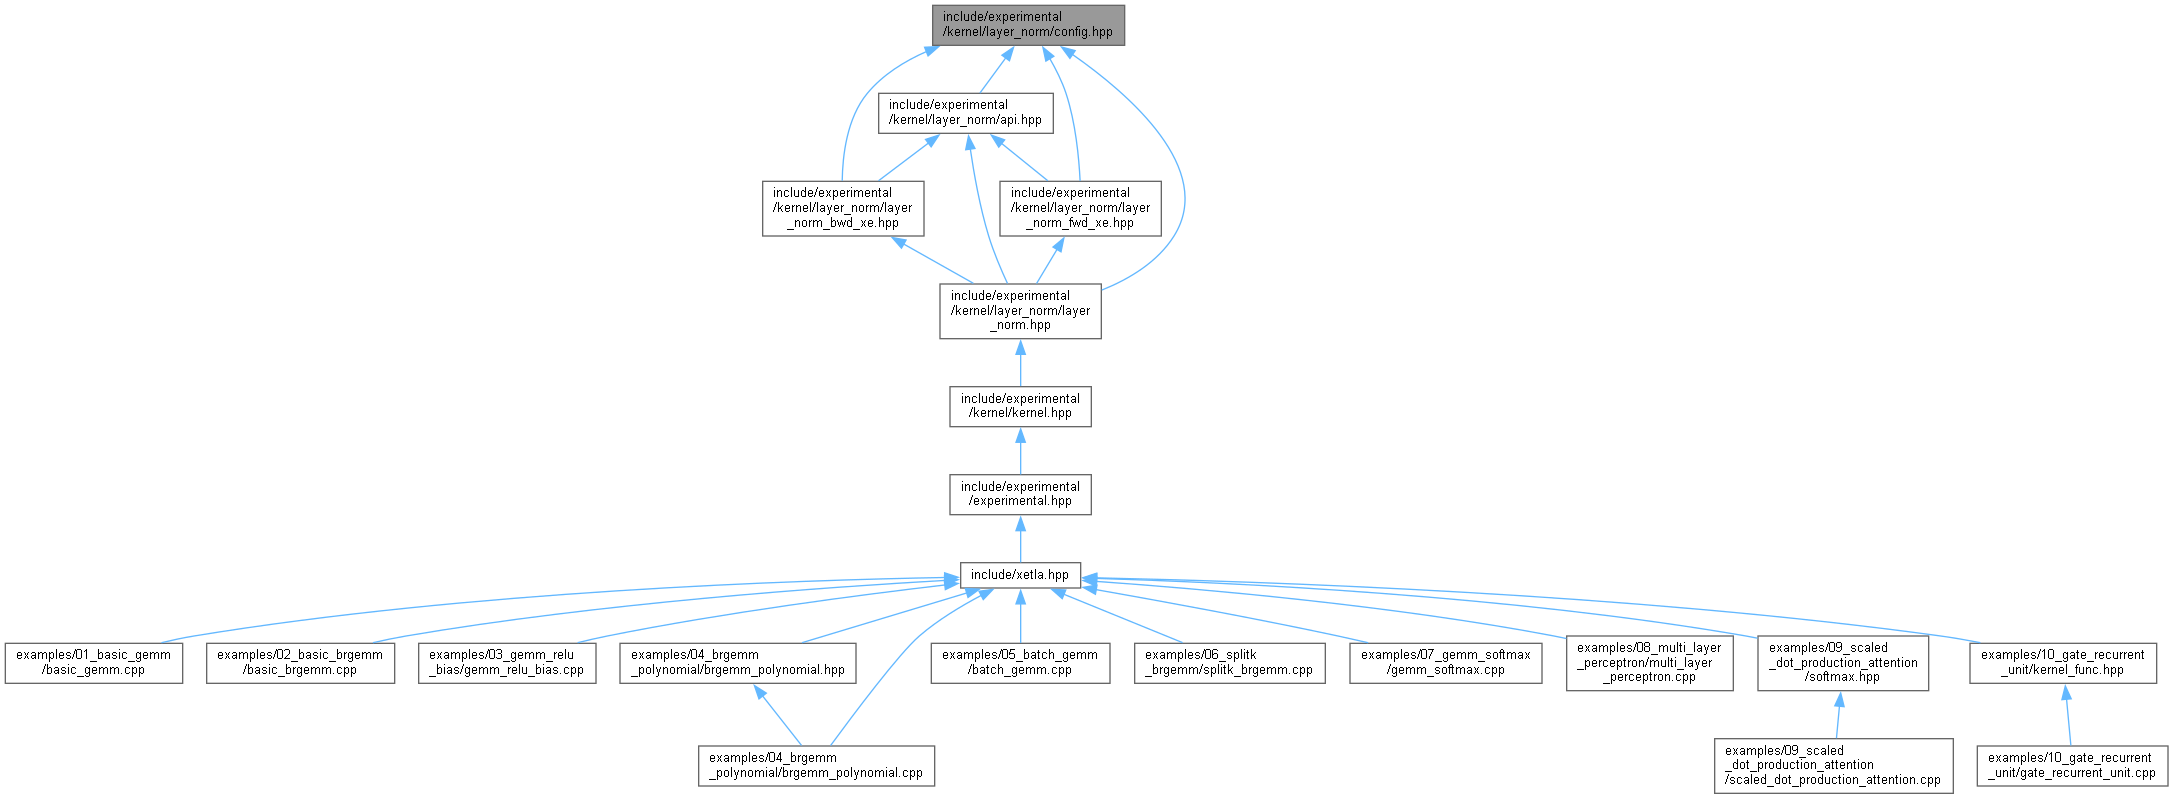 include/experimental
/kernel/layer_norm/config.hpp
include/experimental
/kernel/layer_norm/api.hpp
include/experimental
/kernel/layer_norm/layer
_norm_bwd_xe.hpp
include/experimental
/kernel/layer_norm/layer
_norm_fwd_xe.hpp
include/experimental
/kernel/layer_norm/layer
_norm.hpp
include/experimental
/kernel/kernel.hpp
include/experimental
/experimental.hpp
include/xetla.hpp
examples/01_basic_gemm
/basic_gemm.cpp
examples/02_basic_brgemm
/basic_brgemm.cpp
examples/03_gemm_relu
_bias/gemm_relu_bias.cpp
examples/04_brgemm
_polynomial/brgemm_polynomial.hpp
examples/05_batch_gemm
/batch_gemm.cpp
examples/06_splitk
_brgemm/splitk_brgemm.cpp
examples/07_gemm_softmax
/gemm_softmax.cpp
examples/08_multi_layer
_perceptron/multi_layer
_perceptron.cpp
examples/09_scaled
_dot_production_attention
/softmax.hpp
examples/10_gate_recurrent
_unit/kernel_func.hpp
examples/04_brgemm
_polynomial/brgemm_polynomial.cpp
examples/09_scaled
_dot_production_attention
/scaled_dot_production_attention.cpp
examples/10_gate_recurrent
_unit/gate_recurrent_unit.cpp